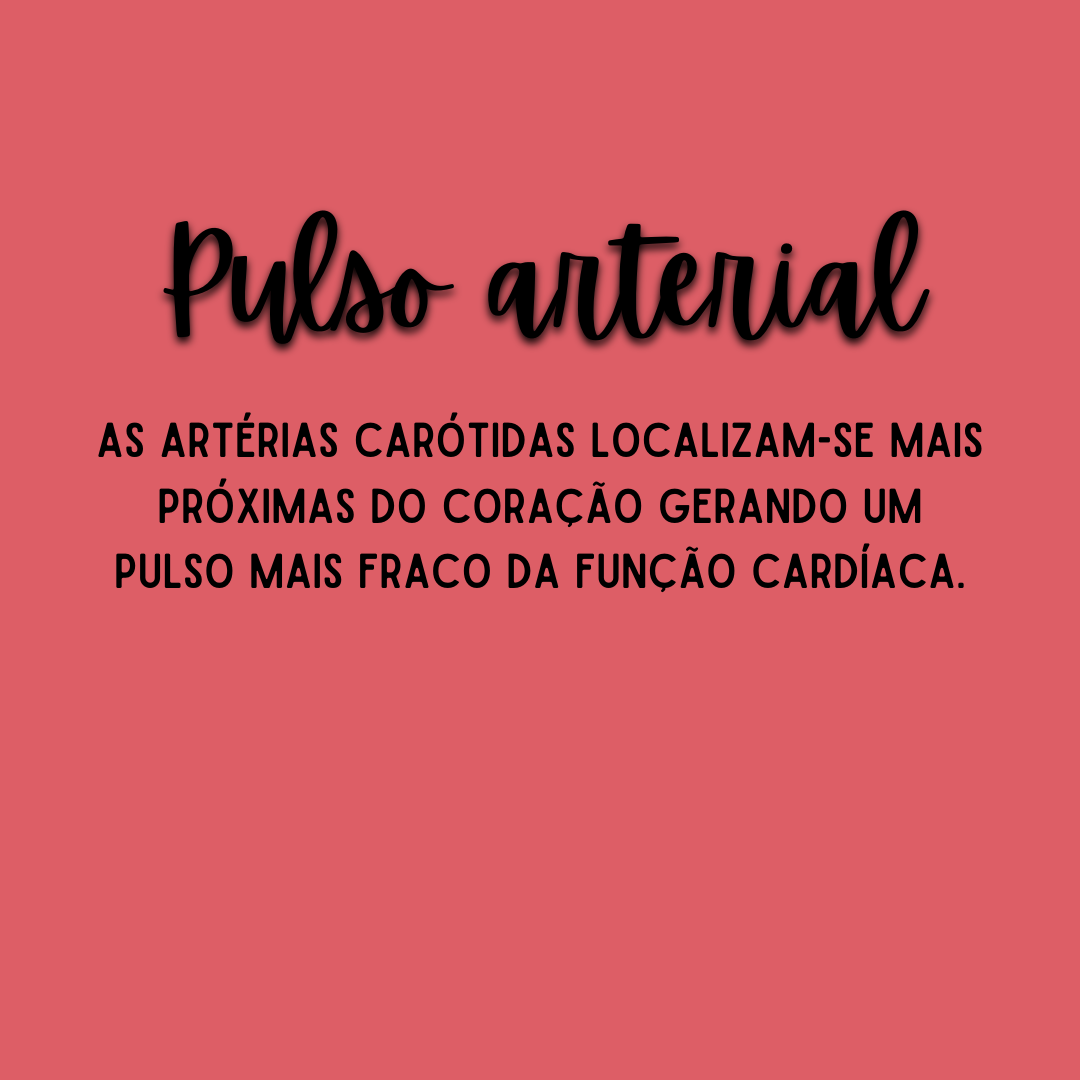 Pulso arterial
AS ARTÉRIAS CARÓTIDAS LOCALIZAM-SE MAIS
PRÓXIMAS DO CORAÇÃO GERANDO UM
PULSO MAIS FRACO DA FUNÇÃO CARDÍACA.